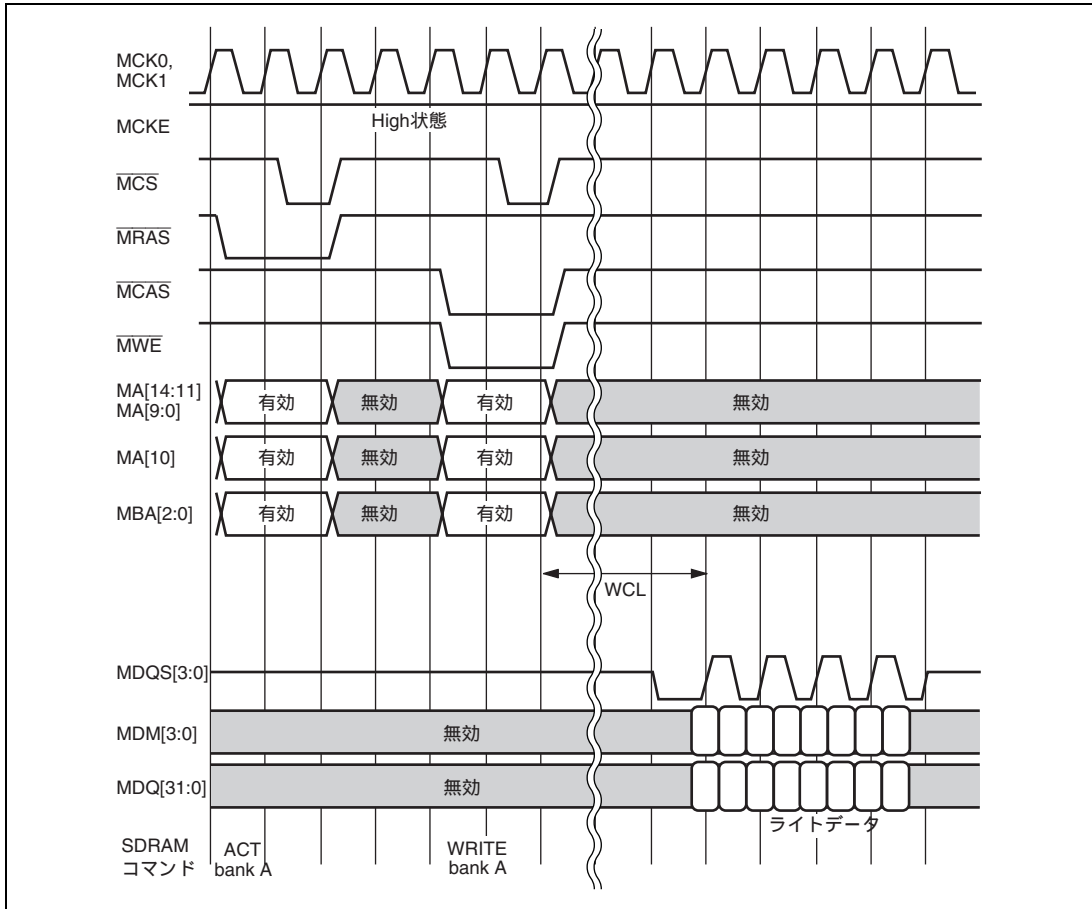 MCK0,
MCK1
MCKE
High状態
MCS
MRAS
MCAS
MWE
MA[14:11]
MA[9:0]
有効 無効 有効 無効
MA[10]
有効 無効 有効 無効
MBA[2:0]
有効 無効 有効 無効
WCL
MDQS[3:0]
MDM[3:0]
無効
MDQ[31:0]
無効
ライトデータ
SDRAM
コマンド
ACT
bank A
WRITE
bank A